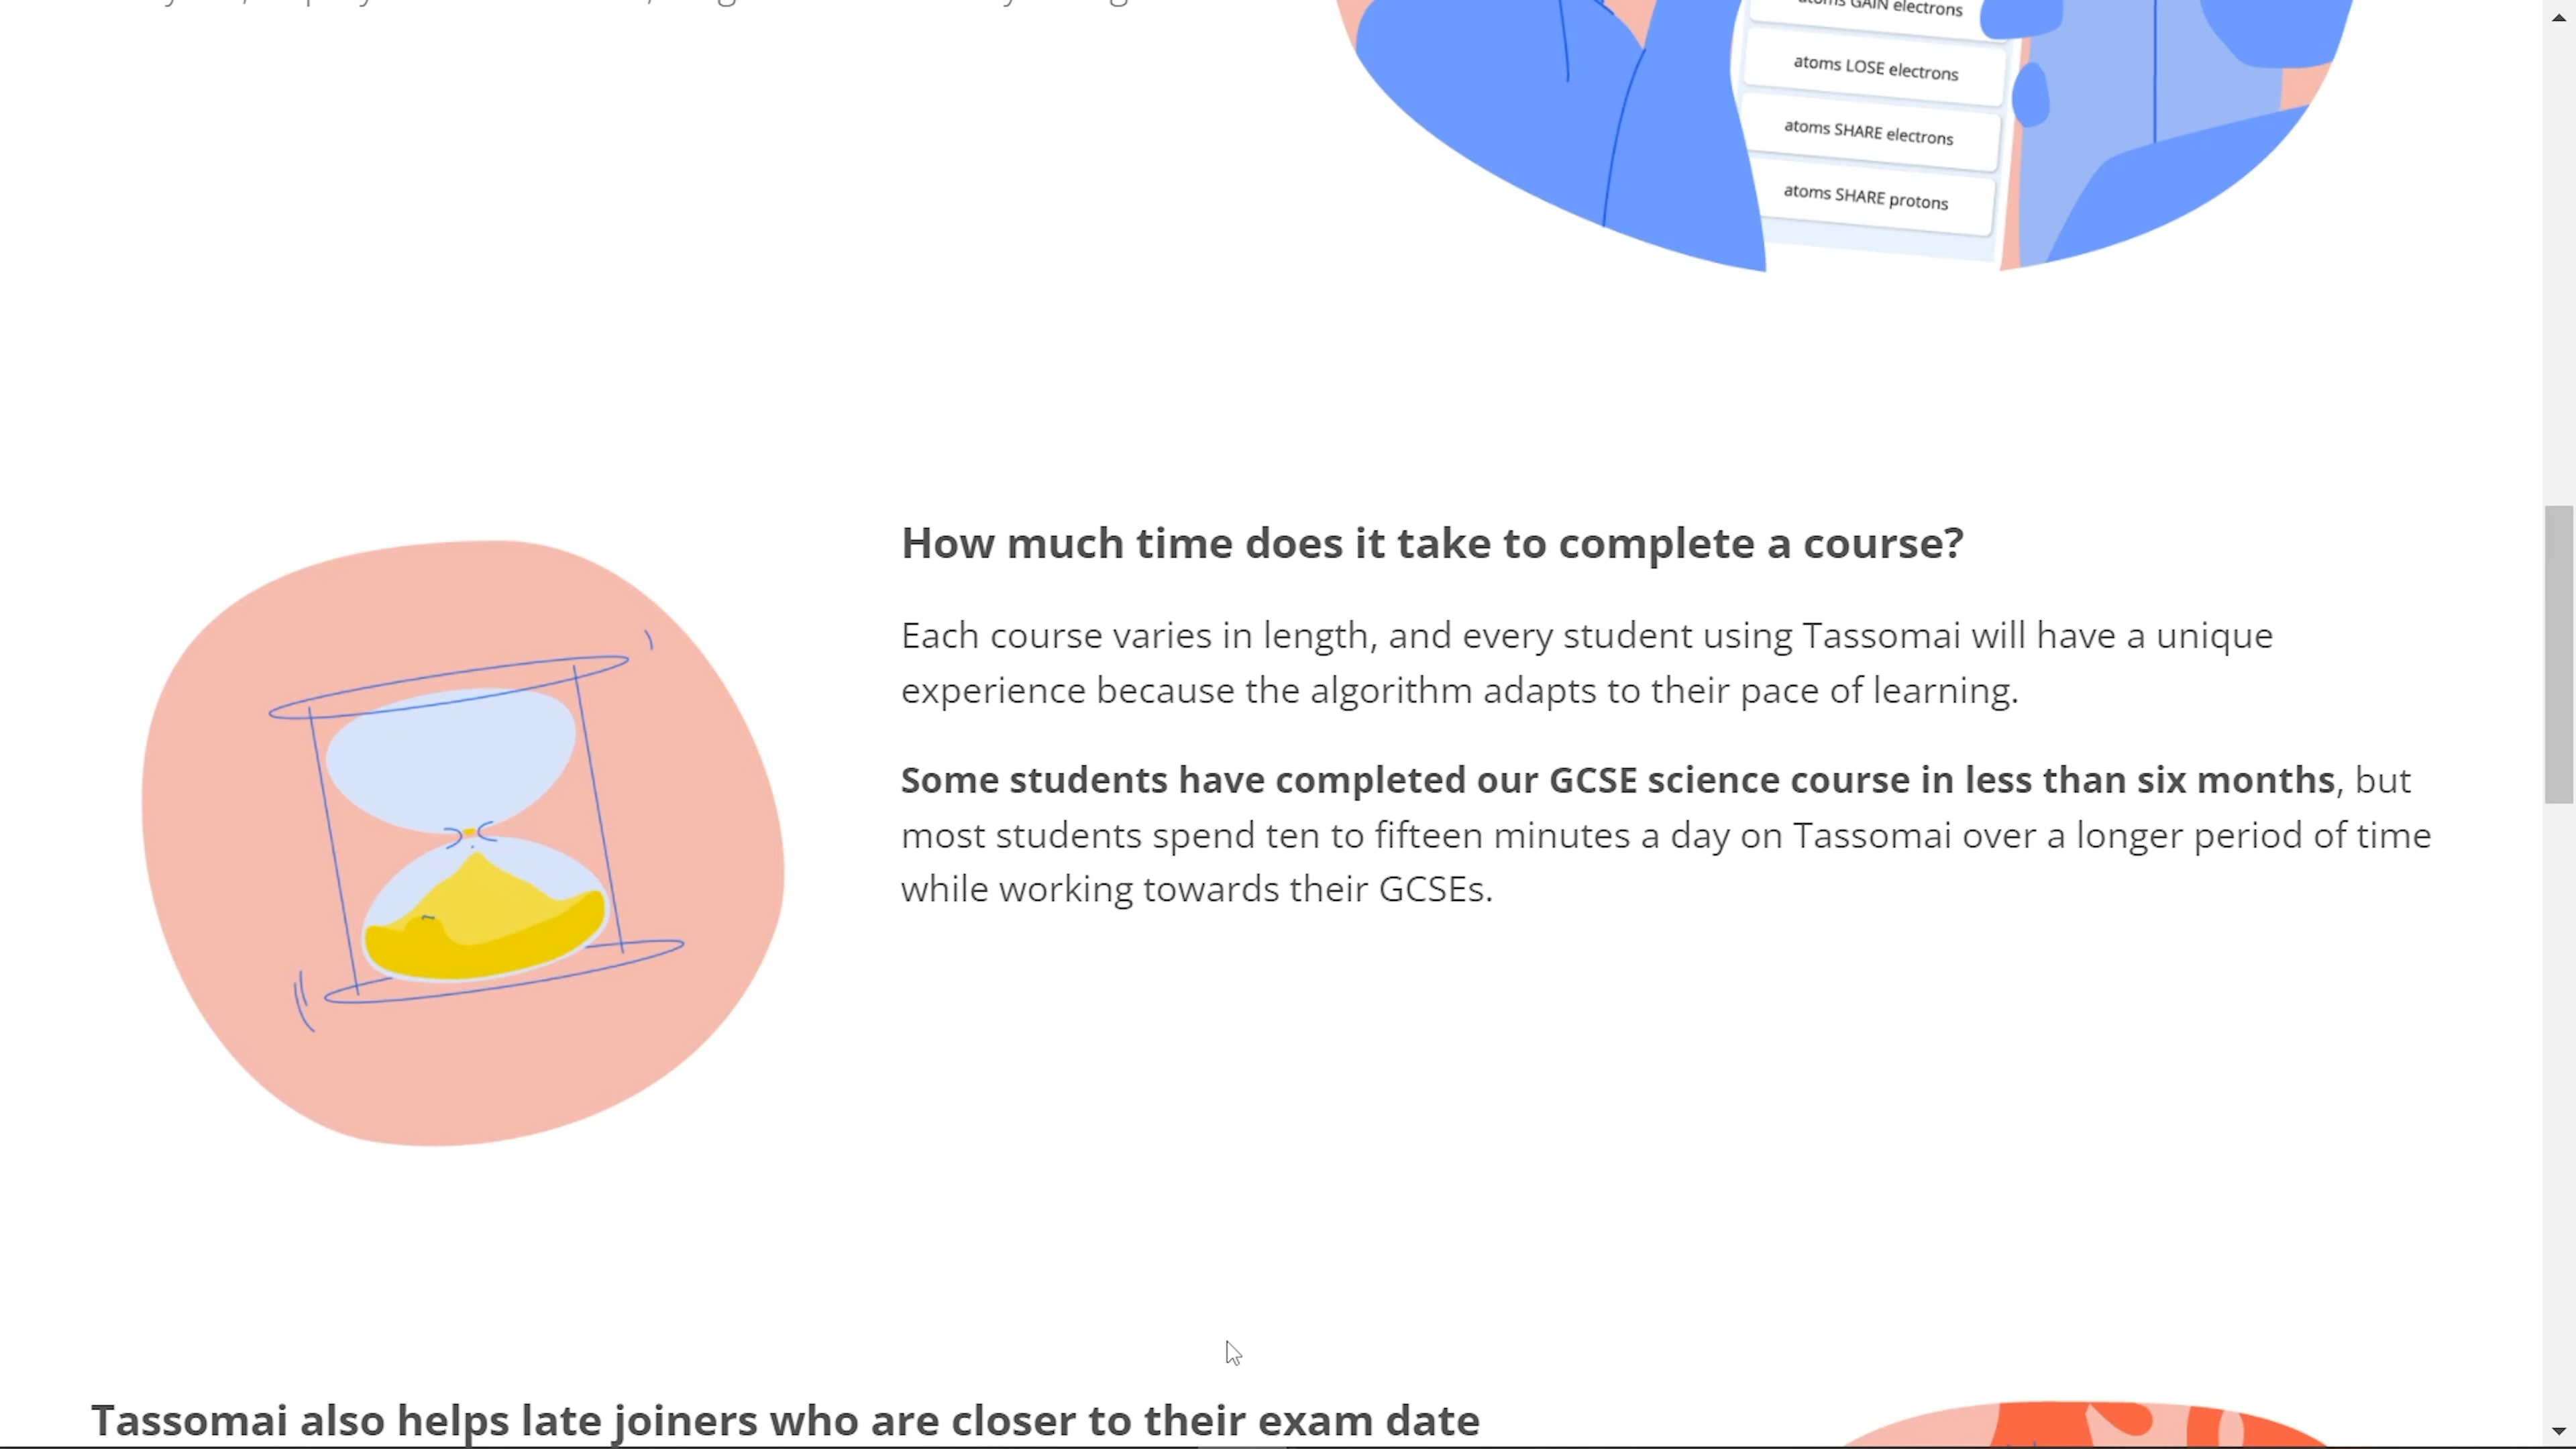 GAIN electrons
atoms LOSE electrons
atoms SHARE electrons
atoms SHARE protons
How much time does it take to complete a course?
Each course varies in length, and every student using Tassomai will have a unique
experience because the algorithm adapts to their pace of learning.
Some students have completed our GCSE science course in less than six months, but
most students spend ten to fifteen minutes a day on Tassomai over a longer period of time
while working towards their GCSEs.
Tassomai also helps late joiners who are closer to their exam date